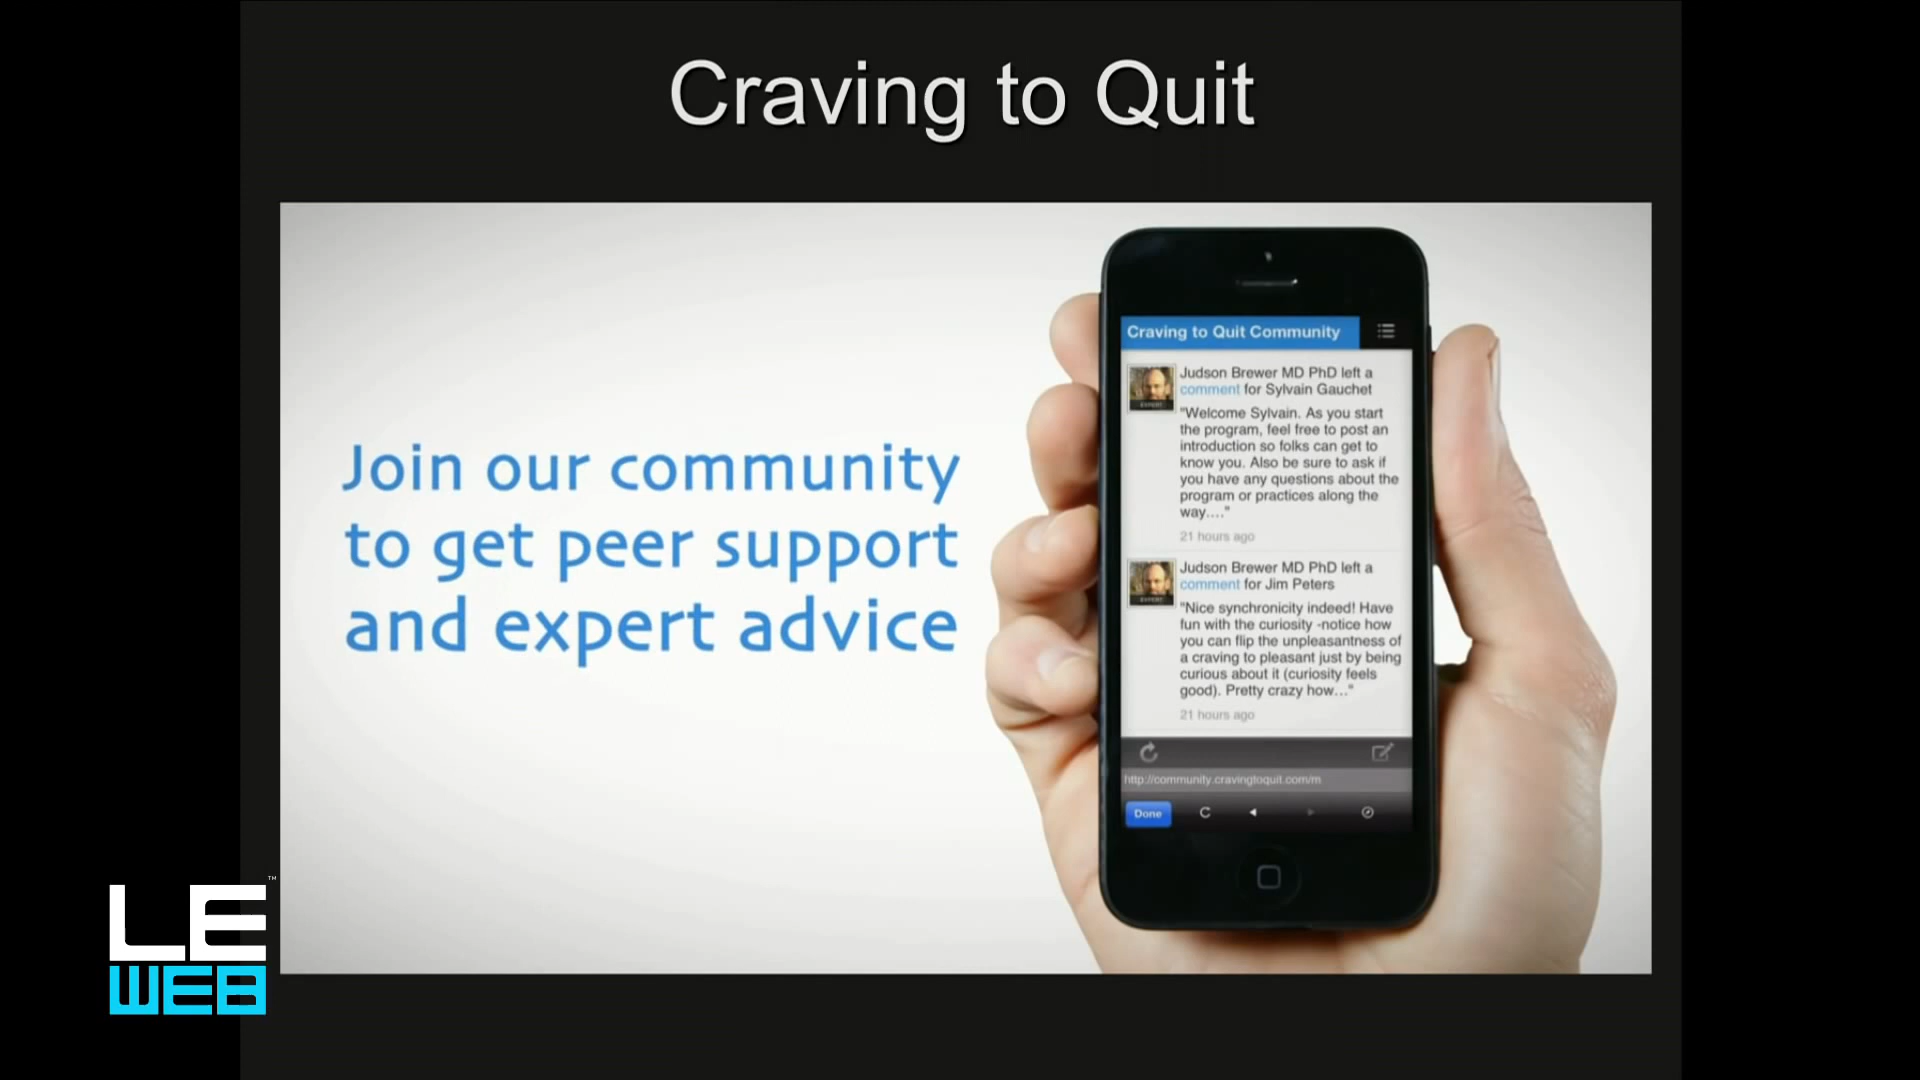 Craving to Quit
Join our community
to get peer support
and expert advice
Craving to Quit Community
Judson Brewer MD PhD left a
comment for Sylvain Gauchet
"Welcome Sylvain. As you start
the program, feel free to post an
introduction so folks can get to
know you. Also be sure to ask if
you have any questions about the
program or practices along the
way...."
21 hours ago
EXPERT
Judson Brewer MD PhD left a
comment for Jim Peters
"Nice synchronicity indeed! Have
fun with the curiosity -notice how
you can flip the unpleasantness of
a craving to pleasant just by being
curious about it (curiosity feels
good). Pretty crazy how..."
21 hours ago
EXPERT
http://community.cravingtoquit.com/m
Done
LE
WEB
TM